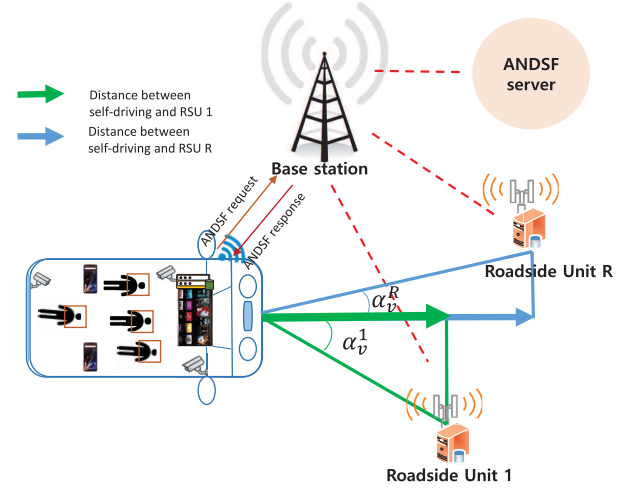 ANDSF
server
Distance between
self-driving and RSU 1
Distance between
self-driving and RSU R
Base station
ANDSF request
ANDSF response
Roadside Unit R
α_v^R
α_v^1
Roadside Unit 1